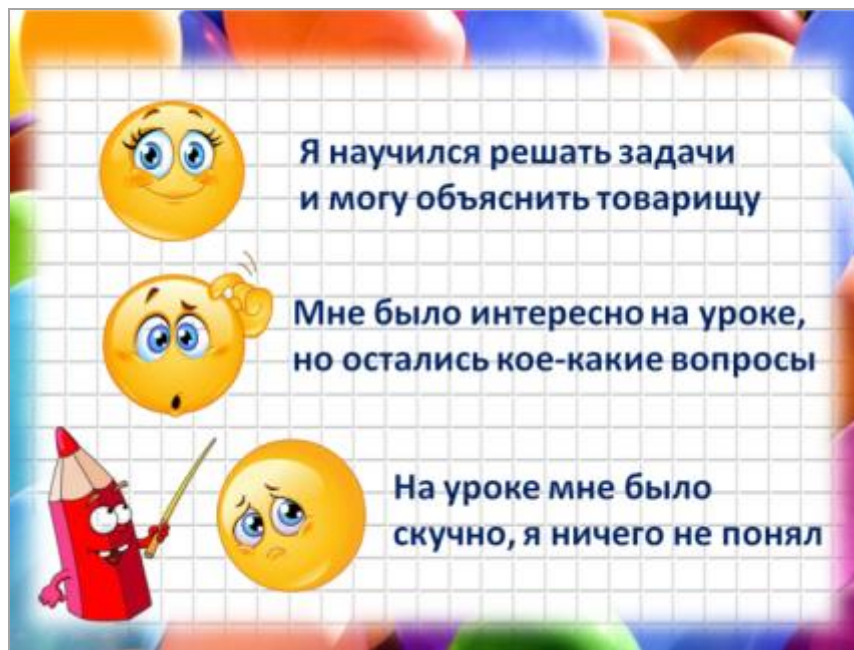 Я научился решать задачи
и могу объяснить товарищу
Мне было интересно на уроке,
но остались кое-какие вопросы
На уроке мне было
скучно, я ничего не понял